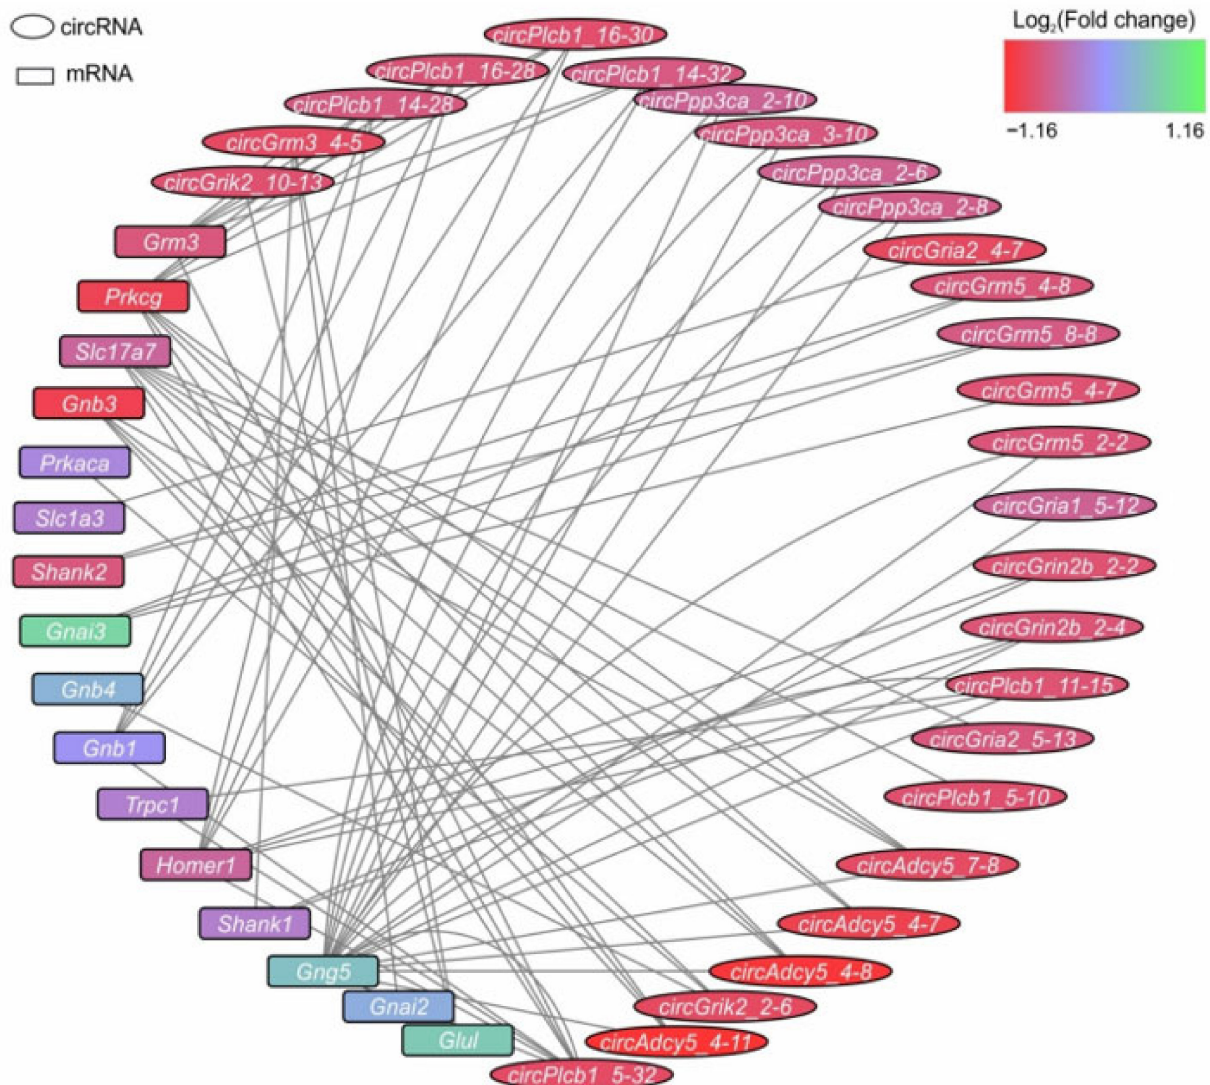 circRNA
mRNA
Log₂(Fold change)
−1.16 1.16
circPlcb1_16-30
circPlcb1_16-28
circPlcb1_14-32
circPlcb1_14-28
circPpp3ca_2-10
circGrm3_4-5
circPpp3ca_3-10
circGrik2_10-13
circPpp3ca_2-6
circPpp3ca_2-8
Grm3
circGria2_4-7
Prkcg
circGrm5_4-8
Slc17a7
circGrm5_8-8
Gnb3
circGrm5_4-7
Prkaca
circGrm5_2-2
Slc1a3
circGria1_5-12
Shank2
circGrin2b_2-2
Gnai3
circGrin2b_2-4
Gnb4
circPlcb1_11-15
Gnb1
circGria2_5-13
Trpc1
circPlcb1_5-10
Homer1
circAdcy5_7-8
Shank1
circAdcy5_4-7
Gng5
circAdcy5_4-8
Gnai2
circGrik2_2-6
Glul
circAdcy5_4-11
circPlcb1_5-32